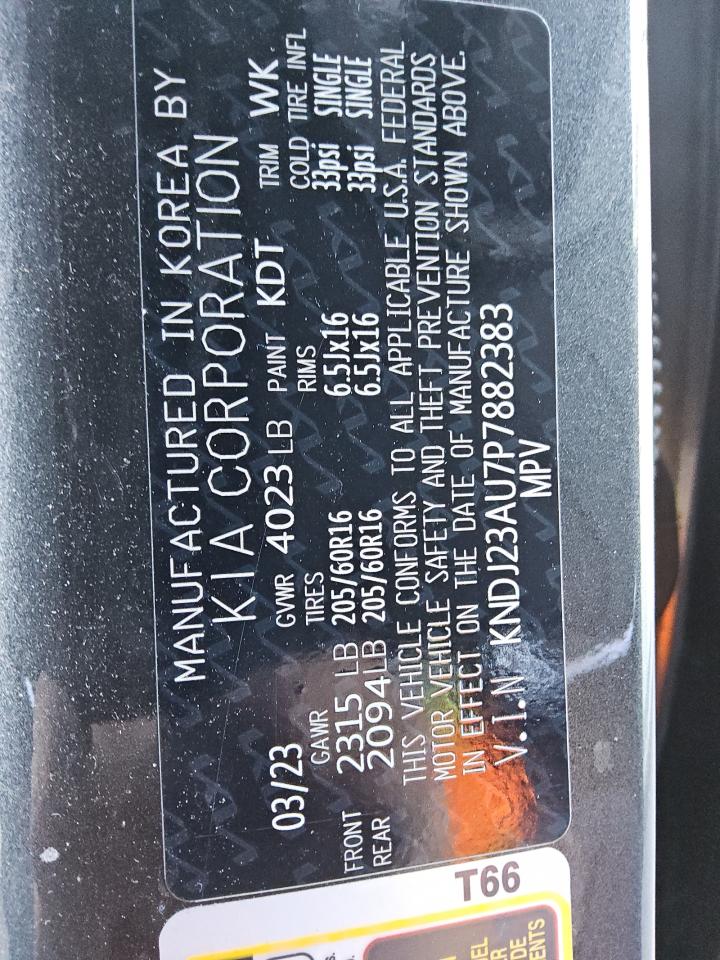 MANUFACTURED IN KOREA BY
KIA CORPORATION
03/23 GVWR 4023 LB PAINT KDT TRIM WK
GAWR TIRES RIMS COLD TIRE INFL
FRONT 2315 LB 205/60R16 6.5Jx16 33psi SINGLE
REAR 2094LB 205/60R16 6.5Jx16 33psi SINGLE
THIS VEHICLE CONFORMS TO ALL APPLICABLE U.S.A. FEDERAL
MOTOR VEHICLE SAFETY AND THEFT PREVENTION STANDARDS
IN EFFECT ON THE DATE OF MANUFACTURE SHOWN ABOVE.
V.I.N KNDJ23AU7P7882383
MPV
T66